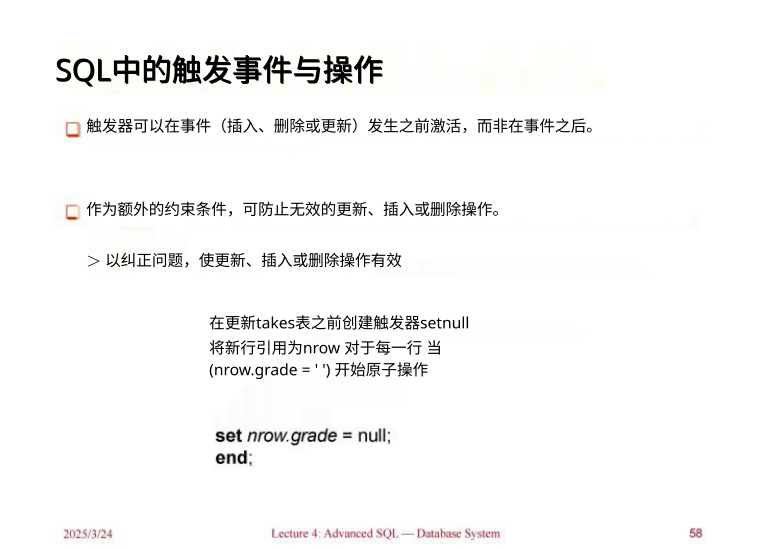 SQL中的触发事件与操作
触发器可以在事件（插入、删除或更新）发生之前激活，而非在事件之后。
作为额外的约束条件，可防止无效的更新、插入或删除操作。
> 以纠正问题，使更新、插入或删除操作有效
在更新takes表之前创建触发器setnull
将新行引用为nrow 对于每一行 当
(nrow.grade = ' ') 开始原子操作
set nrow.grade = null;
end;
2025/3/24 Lecture 4: Advanced SQL — Database System 58